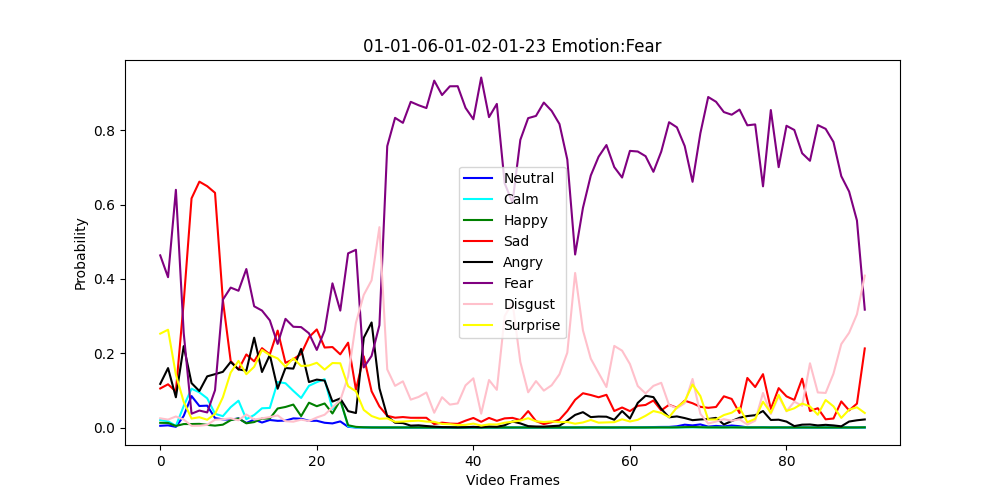 01-01-06-01-02-01-23 Emotion:Fear
Probability
0.8
0.6
0.4
0.2
0.0
Neutral
Calm
Happy
Sad
Angry
Fear
Disgust
Surprise
0 20 40 60 80
Video Frames